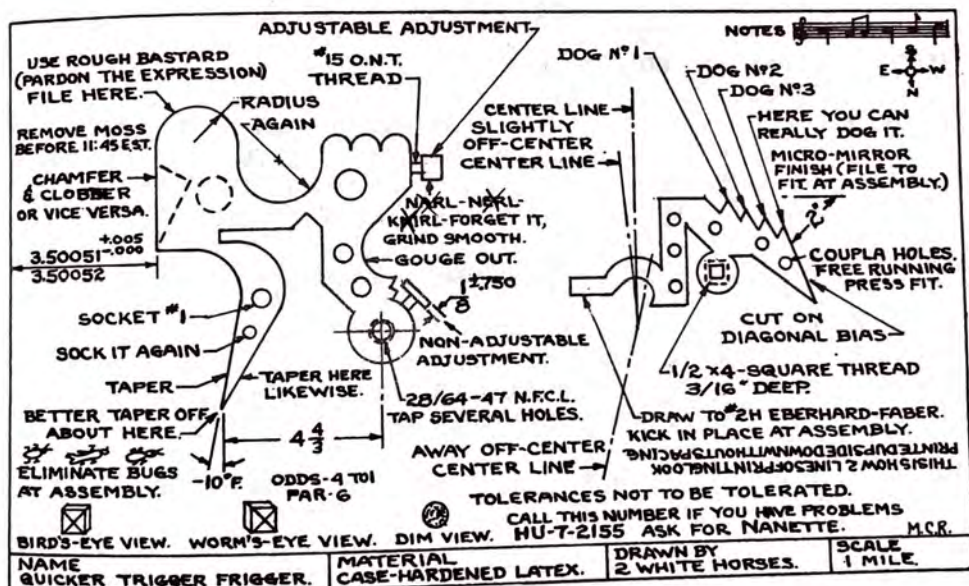 ADJUSTABLE ADJUSTMENT
NOTES
USE ROUGH BASTARD
(PARDON THE EXPRESSION)
FILE HERE.
#15 O.N.T.
THREAD
DOG Nº1
DOG Nº2
DOG Nº3
S
E W
N
RADIUS
AGAIN
CENTER LINE
SLIGHTLY
OFF-CENTER
CENTER LINE
HERE YOU CAN
REALLY DOG IT.
REMOVE MOSS
BEFORE 11:45 EST.
MICRO-MIRROR
FINISH (FILE TO
FIT AT ASSEMBLY.)
2°
CHAMFER
& CLOBBER
OR VICE VERSA.
NARL-NERL-
KNIRL-FORGET IT,
GRIND SMOOTH.
GOUGE OUT.
3.50051 +.005
-.000
3.50052
COUPLA HOLES.
FREE RUNNING
PRESS FIT.
1/8 ±.750
SOCKET #1
SOCK IT AGAIN
NON-ADJUSTABLE
ADJUSTMENT.
CUT ON
DIAGONAL BIAS
TAPER
TAPER HERE
LIKEWISE.
1/2 x 4-SQUARE THREAD
3/16" DEEP.
28/64-47 N.F.C.L.
TAP SEVERAL HOLES.
BETTER TAPER OFF
ABOUT HERE.
4 4/3
DRAW TO #2H EBERHARD-FABER.
KICK IN PLACE AT ASSEMBLY.
AWAY OFF-CENTER
CENTER LINE
THISISHOW2LINESOFPRINTINGLOOK
PRINTEDUPSIDEDOWNWITHOUTSPACING
ELIMINATE BUGS
AT ASSEMBLY.
-10°F.
ODDS-4 TO 1
PAR-6
TOLERANCES NOT TO BE TOLERATED.
CALL THIS NUMBER IF YOU HAVE PROBLEMS
HU-7-2155 ASK FOR NANETTE.
M.C.R.
BIRD'S-EYE VIEW. WORM'S-EYE VIEW. DIM VIEW.
NAME
QUICKER TRIGGER FRIGGER.
MATERIAL
CASE-HARDENED LATEX.
DRAWN BY
2 WHITE HORSES.
SCALE
1 MILE.